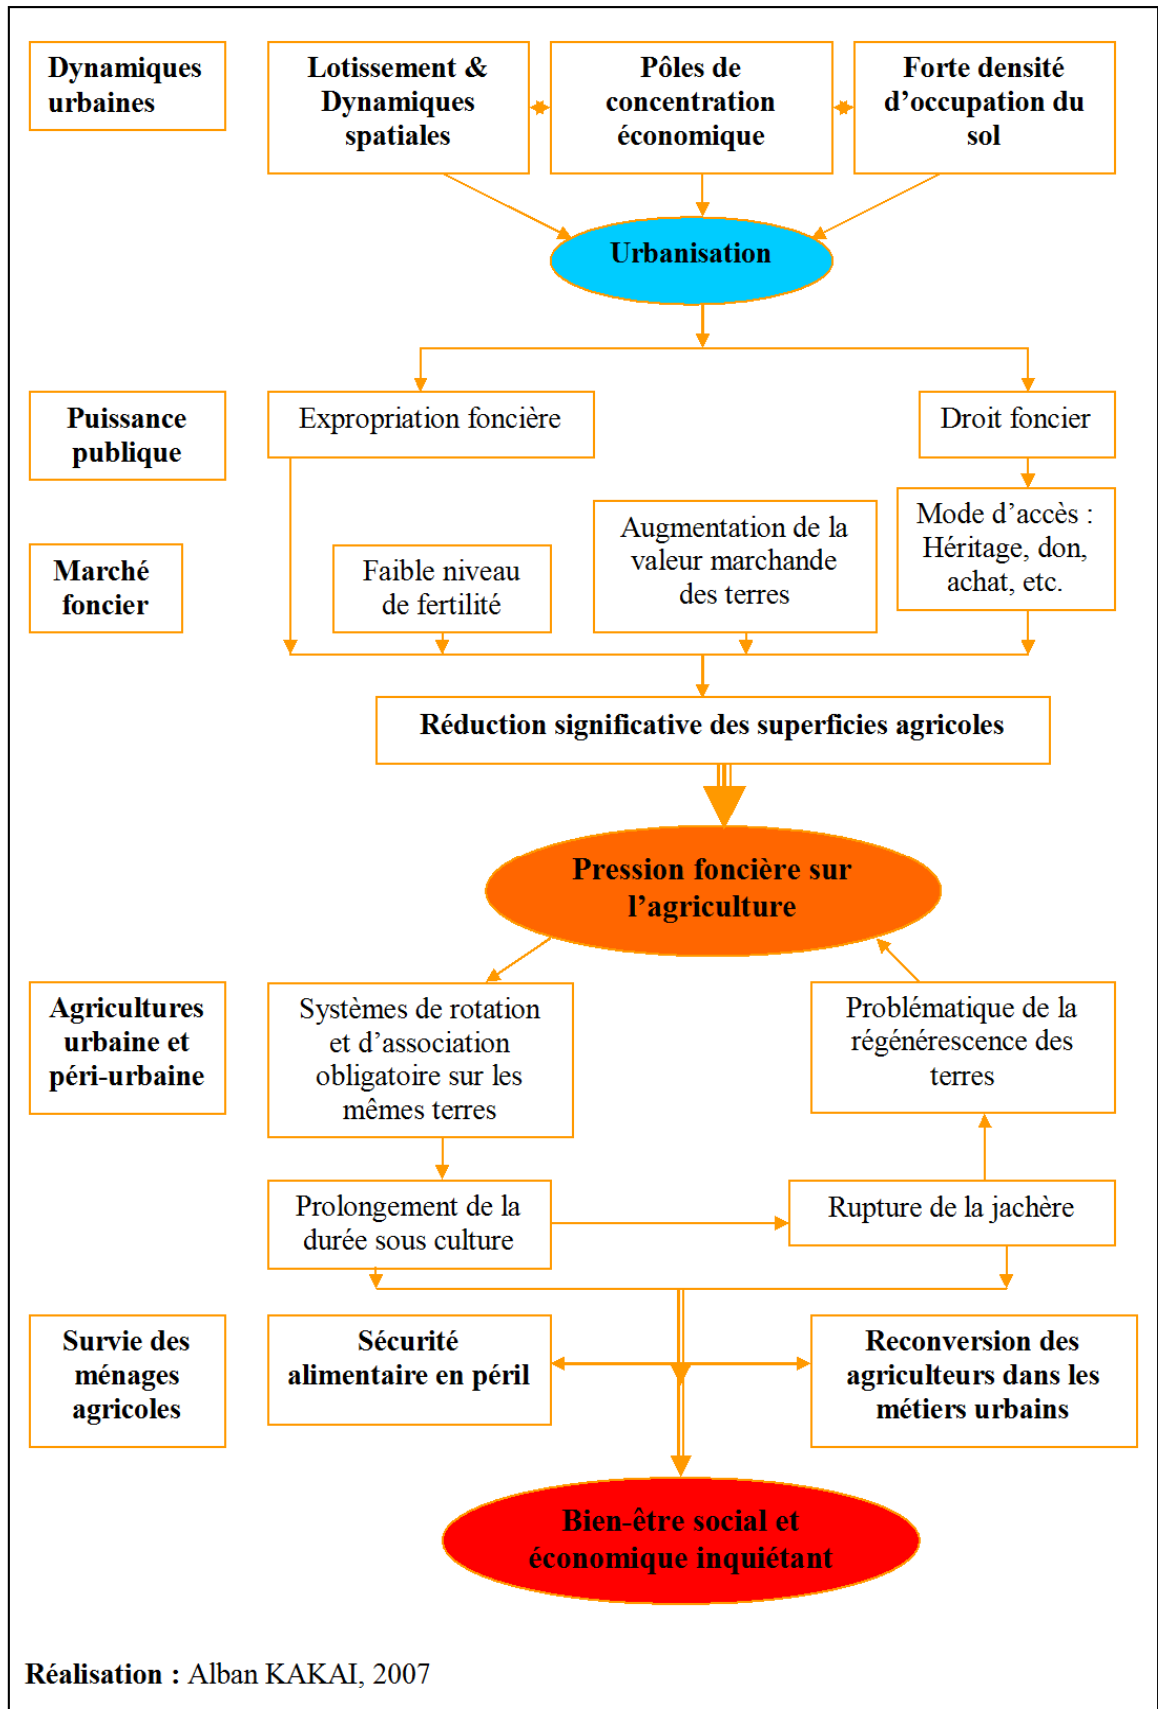 Dynamiques
urbaines
Lotissement &
Dynamiques
spatiales
Pôles de
concentration
économique
Forte densité
d’occupation du
sol
Urbanisation
Puissance
publique
Expropriation foncière
Droit foncier
Marché
foncier
Faible niveau
de fertilité
Augmentation de la
valeur marchande
des terres
Mode d’accès :
Héritage, don,
achat, etc.
Réduction significative des superficies agricoles
Pression foncière sur
l’agriculture
Agricultures
urbaine et
péri-urbaine
Systèmes de rotation
et d’association
obligatoire sur les
mêmes terres
Problématique de la
régénérescence des
terres
Prolongement de la
durée sous culture
Rupture de la jachère
Survie des
ménages
agricoles
Sécurité
alimentaire en péril
Reconversion des
agriculteurs dans les
métiers urbains
Bien-être social et
économique inquiétant
Réalisation : Alban KAKAI, 2007